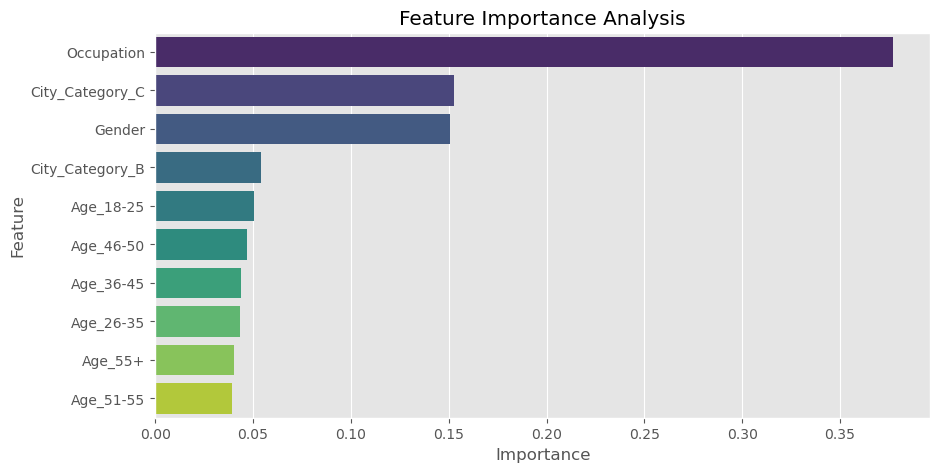 Feature Importance Analysis
Feature
Occupation
City_Category_C
Gender
City_Category_B
Age_18-25
Age_46-50
Age_36-45
Age_26-35
Age_55+
Age_51-55
0.00 0.05 0.10 0.15 0.20 0.25 0.30 0.35
Importance